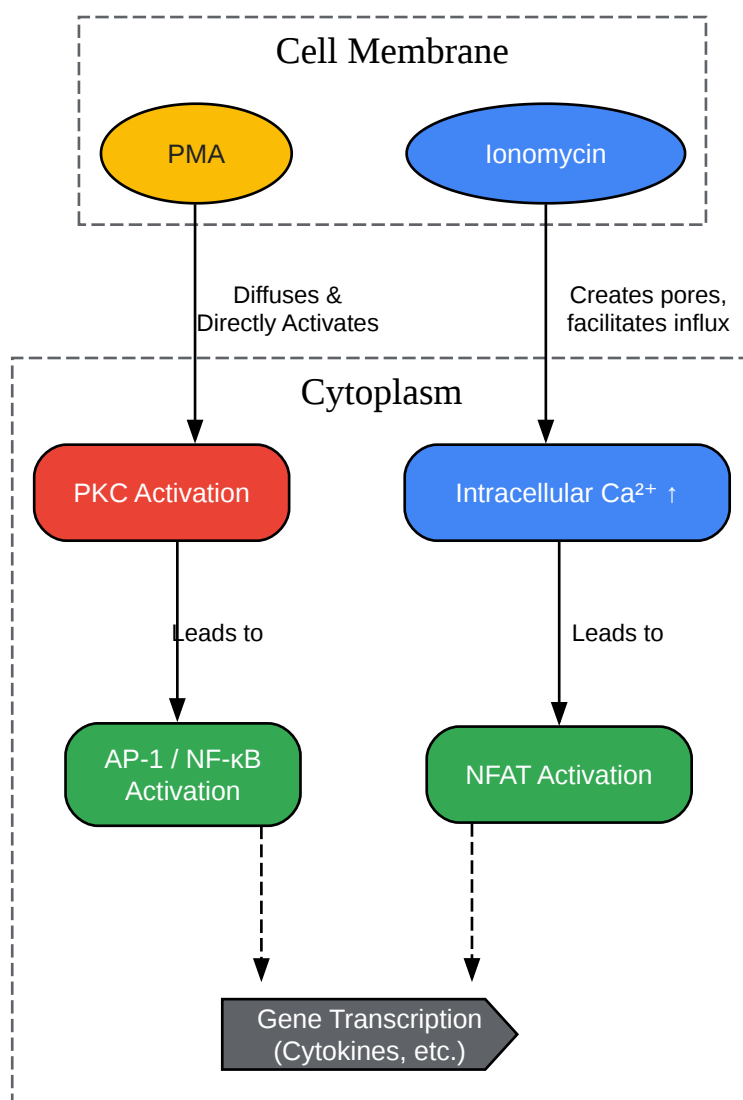 Cell Membrane
PMA
Ionomycin
Diffuses &
Directly Activates
Creates pores,
facilitates influx
Cytoplasm
PKC Activation
Intracellular Ca²⁺ ↑
Leads to
Leads to
AP-1 / NF-κB
Activation
NFAT Activation
Gene Transcription
(Cytokines, etc.)